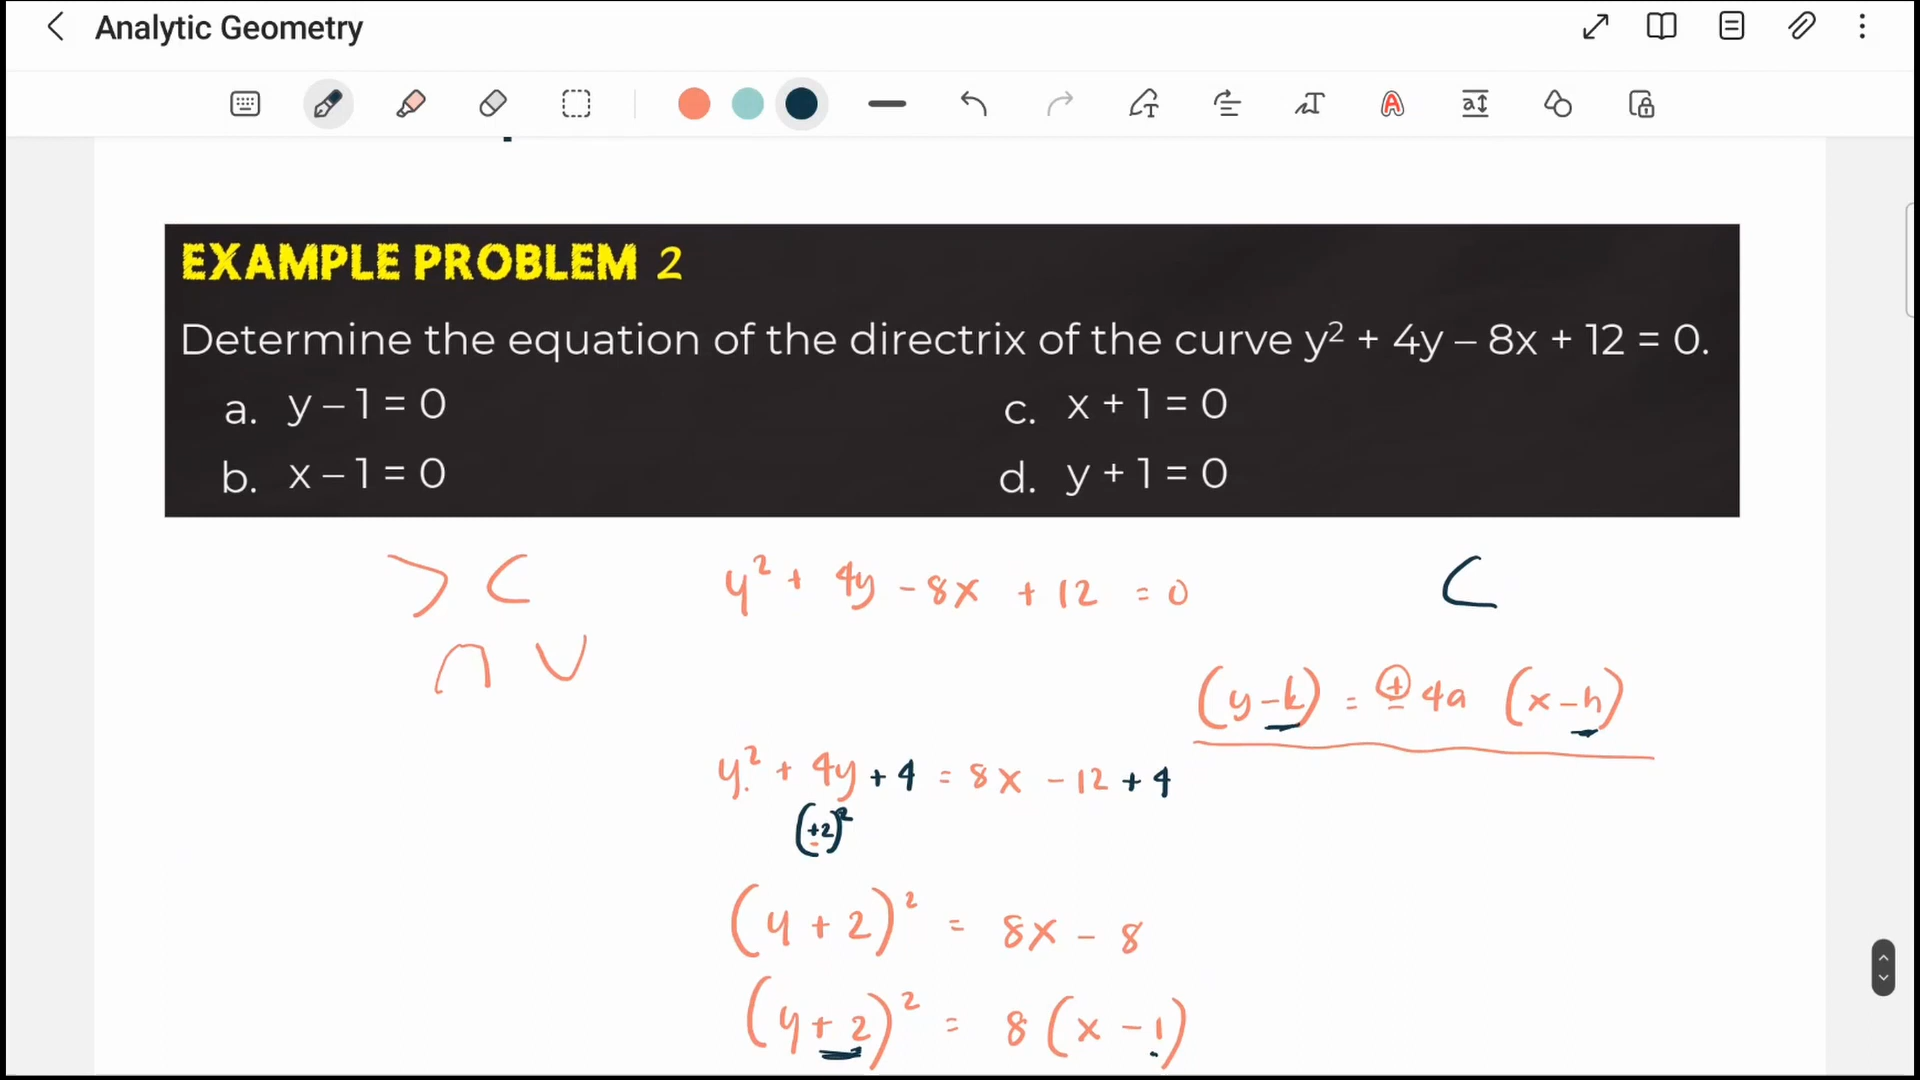 Analytic Geometry
EXAMPLE PROBLEM 2
Determine the equation of the directrix of the curve y² + 4y – 8x + 12 = 0.
a. y – 1 = 0
c. x + 1 = 0
b. x – 1 = 0
d. y + 1 = 0
y² + 4y - 8x + 12 = 0
(y-k) = ± 4a (x-h)
y² + 4y + 4 = 8x - 12 + 4
(+2)²
(y + 2)² = 8x - 8
(y + 2)² = 8 (x - 1)